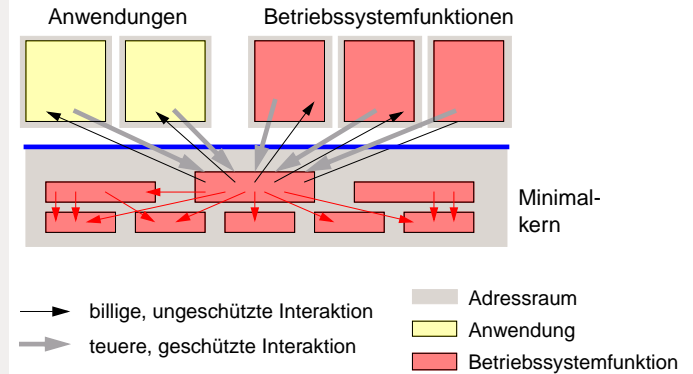 Anwendungen
Betriebssystemfunktionen
Minimal-
kern
billige, ungeschützte Interaktion
teuere, geschützte Interaktion
Adressraum
Anwendung
Betriebssystemfunktion